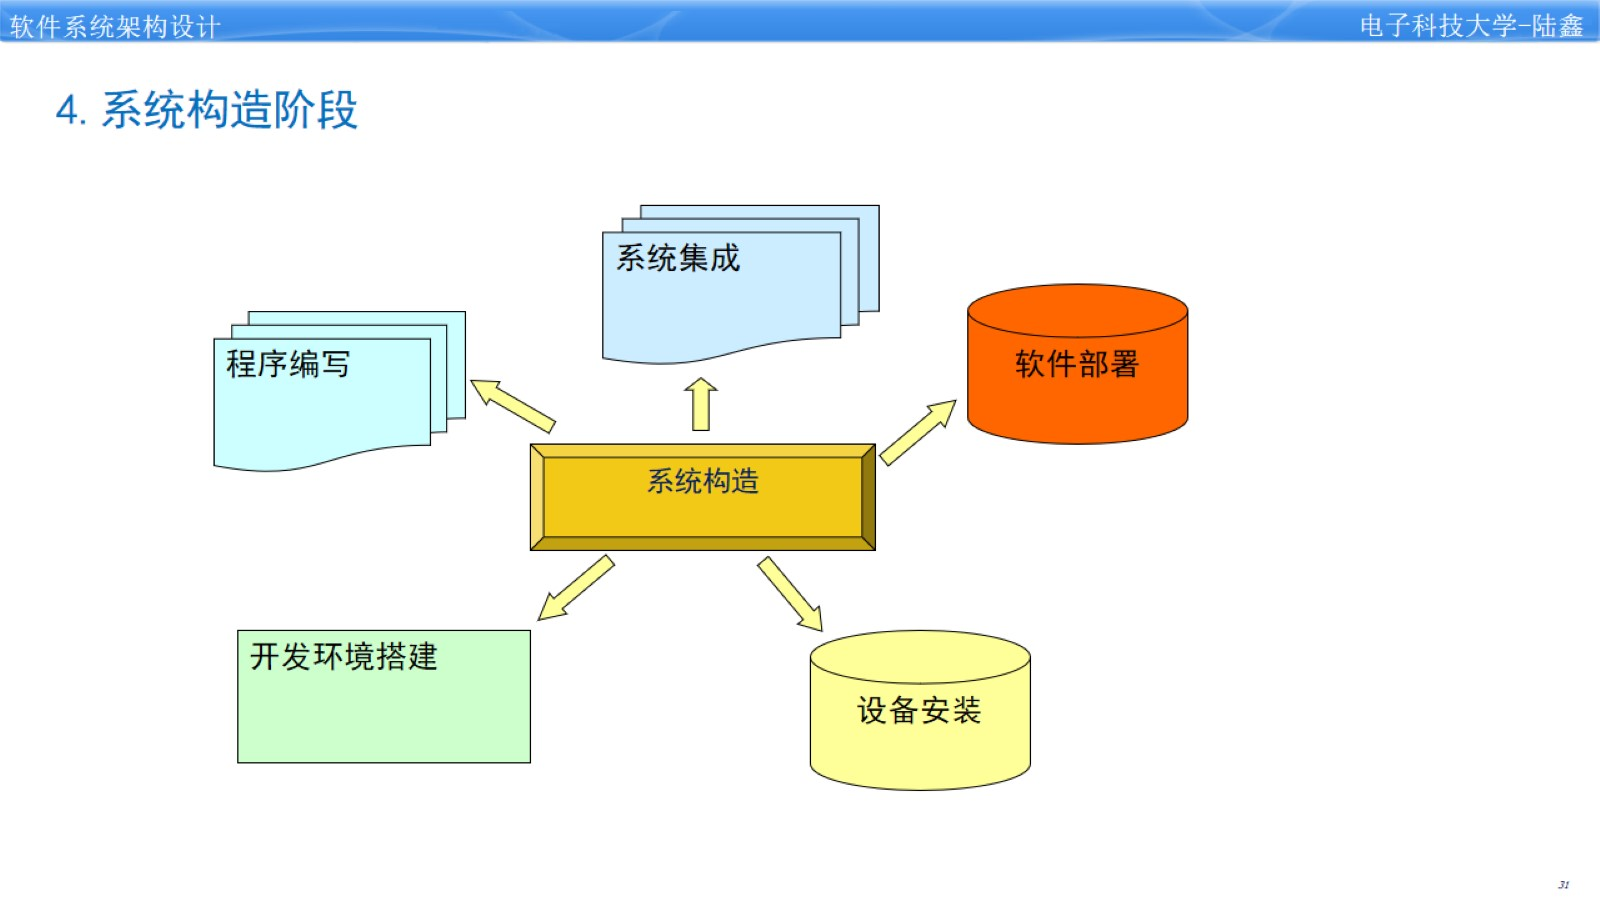 软件系统架构设计
电子科技大学-陆鑫
4. 系统构造阶段
系统集成
程序编写
软件部署
系统构造
开发环境搭建
设备安装
31